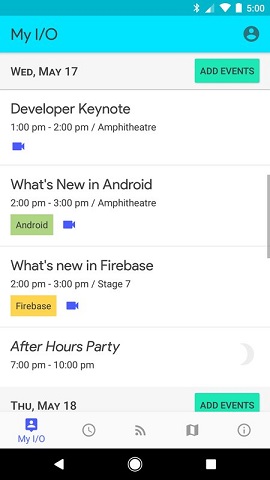 5:00
My I/O
WED, MAY 17
ADD EVENTS
Developer Keynote
1:00 pm - 2:00 pm / Amphitheatre
What's New in Android
2:00 pm - 3:00 pm / Amphitheatre
Android
What's new in Firebase
2:00 pm - 3:00 pm / Stage 7
Firebase
After Hours Party
7:00 pm - 10:00 pm
THU, MAY 18
ADD EVENTS
My I/O